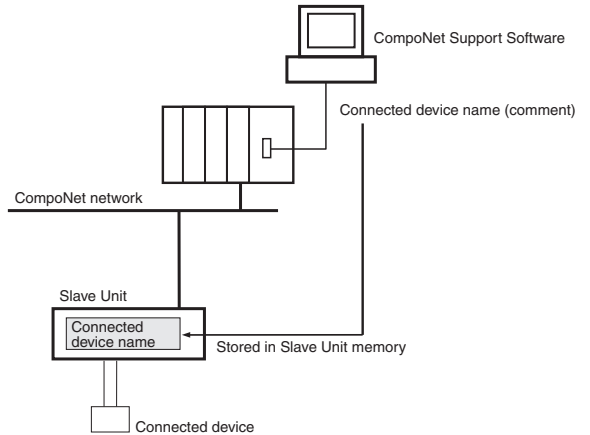 CompoNet Support Software
Connected device name (comment)
CompoNet network
Slave Unit
Connected
device name
Stored in Slave Unit memory
Connected device